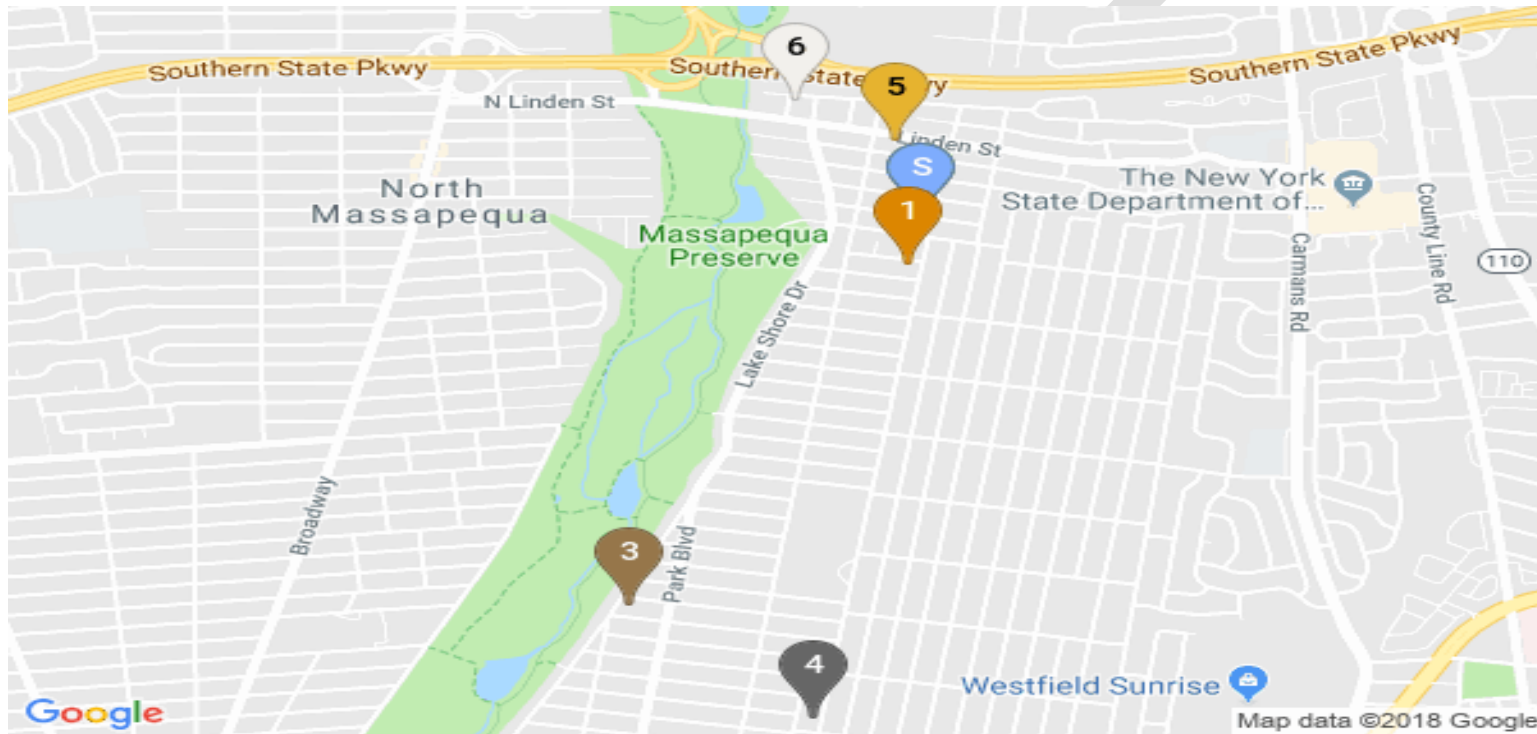 6
Southern State Pkwy
Southern State Pkwy
Southern State Pkwy
5
N Linden St
Linden St
S
The New York
State Department of...
North
Massapequa
1
Massapequa
Preserve
County Line Rd
Carmans Rd
110
Lake Shore Dr
Broadway
3
Park Blvd
4
Westfield Sunrise
Google
Map data ©2018 Google